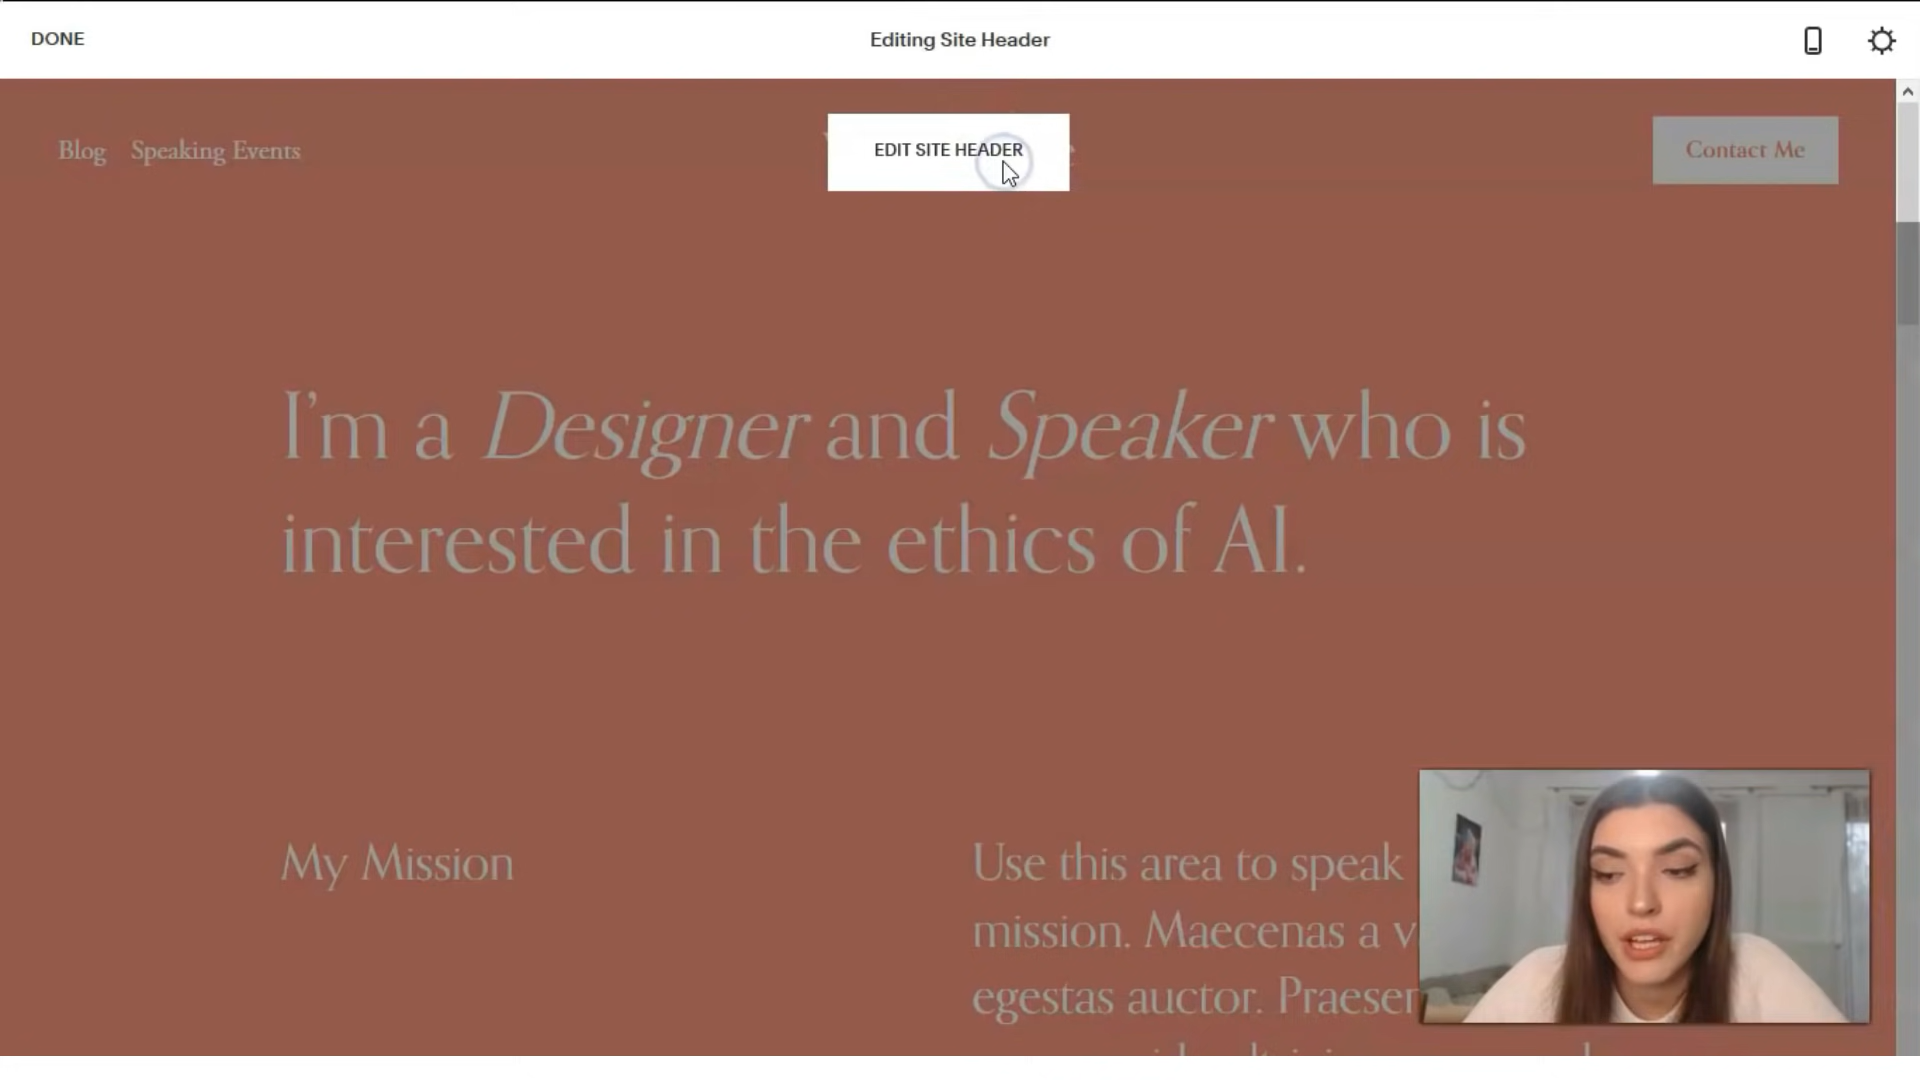 DONE
Editing Site Header
Blog Speaking Events
EDIT SITE HEADER
Contact Me
I'm a Designer and Speaker who is
interested in the ethics of AI.
My Mission
Use this area to speak
mission. Maecenas a v
egestas auctor. Praesen